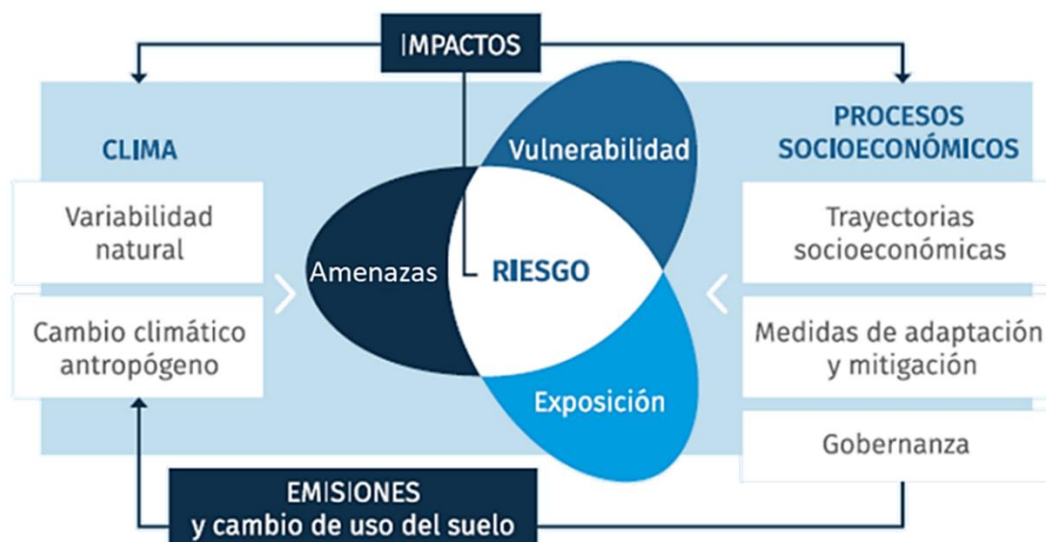 IMPACTOS
CLIMA
Variabilidad
natural
Cambio climático
antropógeno
Amenazas
RIESGO
Vulnerabilidad
Exposición
PROCESOS
SOCIOECONÓMICOS
Trayectorias
socioeconómicas
Medidas de adaptación
y mitigación
Gobernanza
EMISIONES
y cambio de uso del suelo